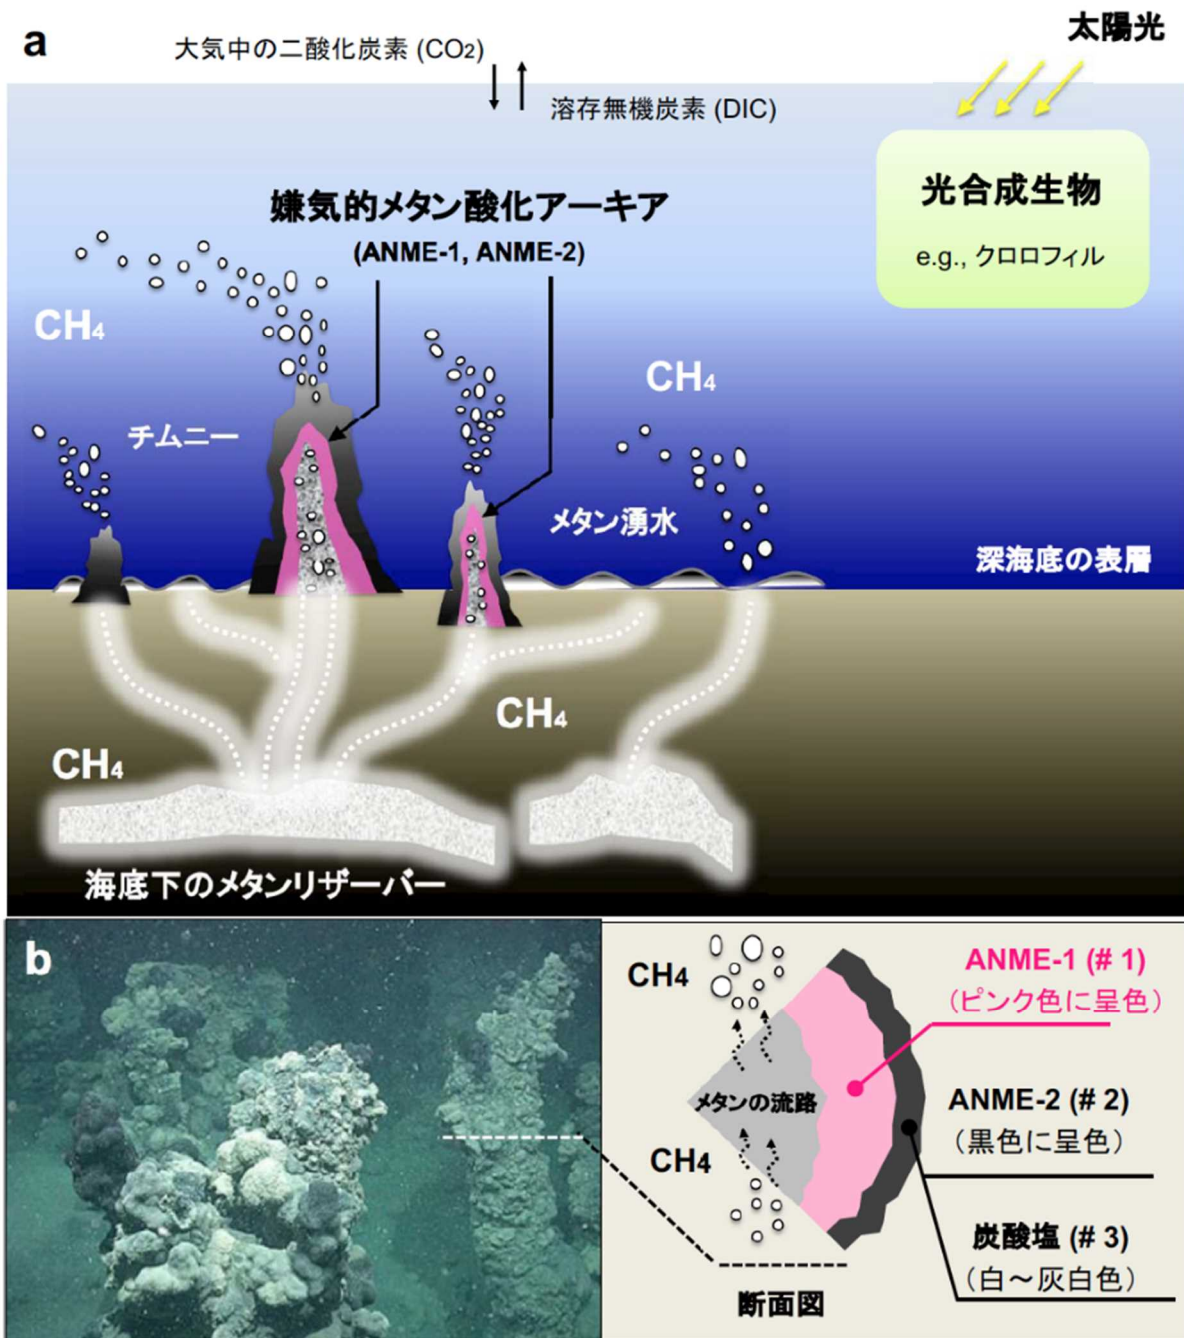 a
太陽光
大気中の二酸化炭素 (CO₂)
溶存無機炭素 (DIC)
光合成生物
e.g., クロロフィル
嫌気的メタン酸化アーキア
(ANME-1, ANME-2)
CH₄
CH₄
チムニー
メタン湧水
深海底の表層
CH₄
CH₄
海底下のメタンリザーバー
b
CH₄
ANME-1 (# 1)
(ピンク色に呈色)
メタンの流路
ANME-2 (# 2)
(黒色に呈色)
CH₄
炭酸塩 (# 3)
(白～灰白色)
断面図